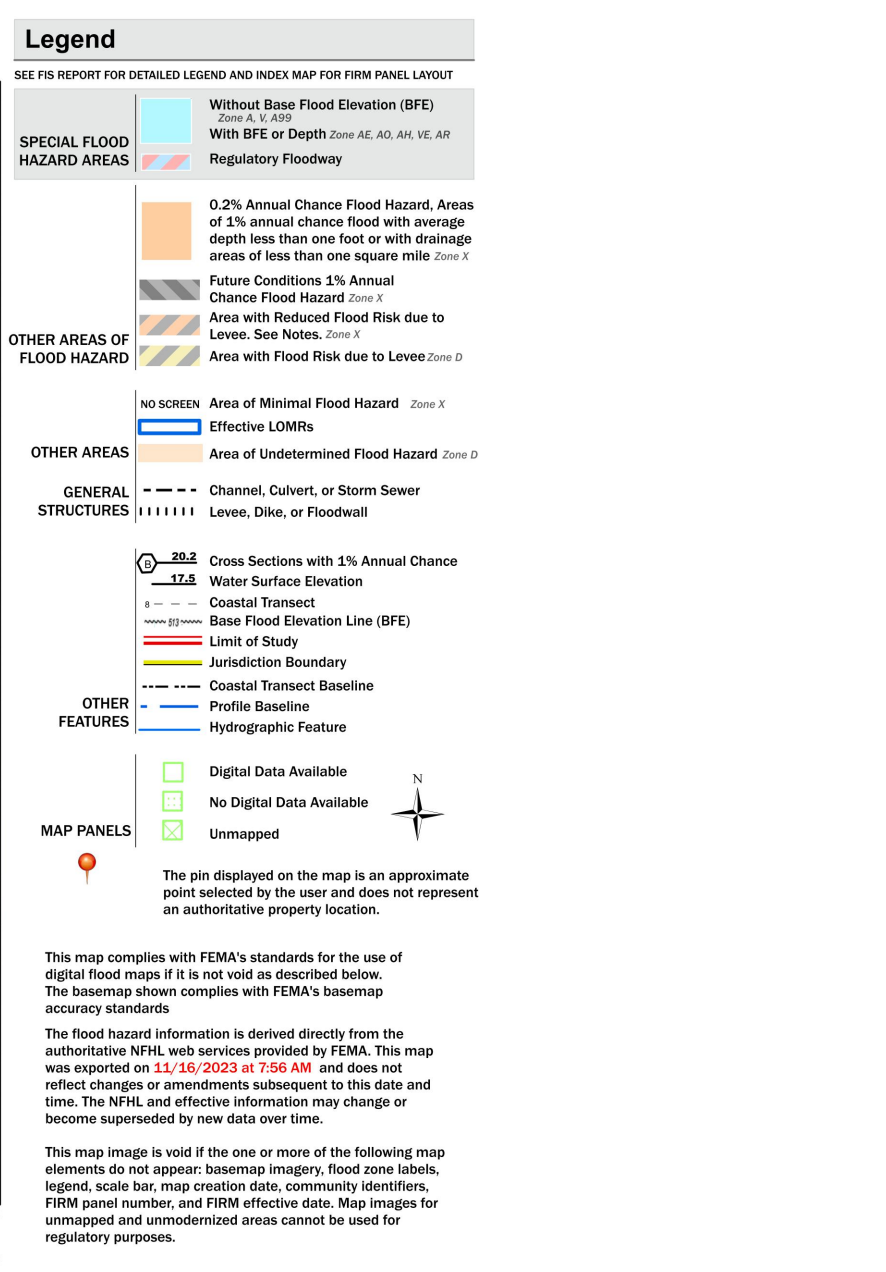 Legend
SEE FIS REPORT FOR DETAILED LEGEND AND INDEX MAP FOR FIRM PANEL LAYOUT
SPECIAL FLOOD
HAZARD AREAS
Without Base Flood Elevation (BFE)
Zone A, V, A99
With BFE or Depth Zone AE, AO, AH, VE, AR
Regulatory Floodway
OTHER AREAS OF
FLOOD HAZARD
0.2% Annual Chance Flood Hazard, Areas
of 1% annual chance flood with average
depth less than one foot or with drainage
areas of less than one square mile Zone X
Future Conditions 1% Annual
Chance Flood Hazard Zone X
Area with Reduced Flood Risk due to
Levee. See Notes. Zone X
Area with Flood Risk due to Levee Zone D
OTHER AREAS
NO SCREEN Area of Minimal Flood Hazard Zone X
Effective LOMRs
Area of Undetermined Flood Hazard Zone D
GENERAL
STRUCTURES
Channel, Culvert, or Storm Sewer
Levee, Dike, or Floodwall
OTHER
FEATURES
B 20.2 Cross Sections with 1% Annual Chance
17.5 Water Surface Elevation
8 Coastal Transect
513 Base Flood Elevation Line (BFE)
Limit of Study
Jurisdiction Boundary
Coastal Transect Baseline
Profile Baseline
Hydrographic Feature
MAP PANELS
Digital Data Available
No Digital Data Available
Unmapped
N
The pin displayed on the map is an approximate
point selected by the user and does not represent
an authoritative property location.
This map complies with FEMA's standards for the use of
digital flood maps if it is not void as described below.
The basemap shown complies with FEMA's basemap
accuracy standards
The flood hazard information is derived directly from the
authoritative NFHL web services provided by FEMA. This map
was exported on 11/16/2023 at 7:56 AM and does not
reflect changes or amendments subsequent to this date and
time. The NFHL and effective information may change or
become superseded by new data over time.
This map image is void if the one or more of the following map
elements do not appear: basemap imagery, flood zone labels,
legend, scale bar, map creation date, community identifiers,
FIRM panel number, and FIRM effective date. Map images for
unmapped and unmodernized areas cannot be used for
regulatory purposes.